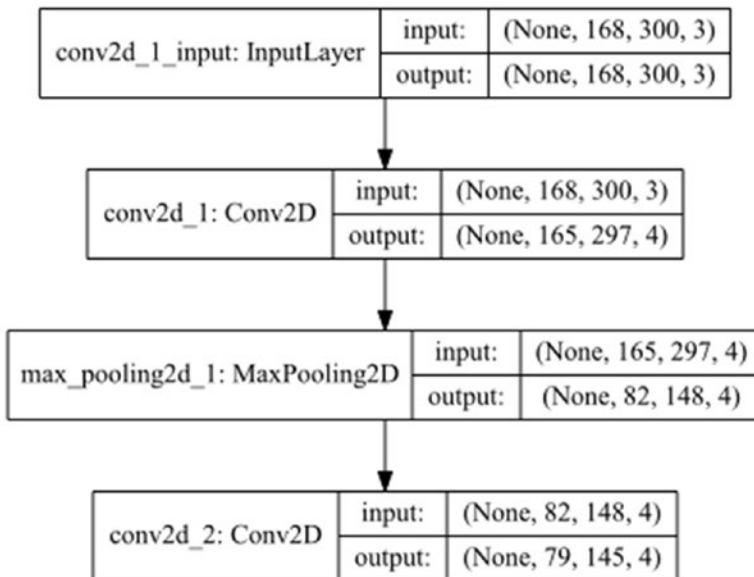 conv2d_1_input: InputLayer
input: (None, 168, 300, 3)
output: (None, 168, 300, 3)
conv2d_1: Conv2D
input: (None, 168, 300, 3)
output: (None, 165, 297, 4)
max_pooling2d_1: MaxPooling2D
input: (None, 165, 297, 4)
output: (None, 82, 148, 4)
conv2d_2: Conv2D
input: (None, 82, 148, 4)
output: (None, 79, 145, 4)